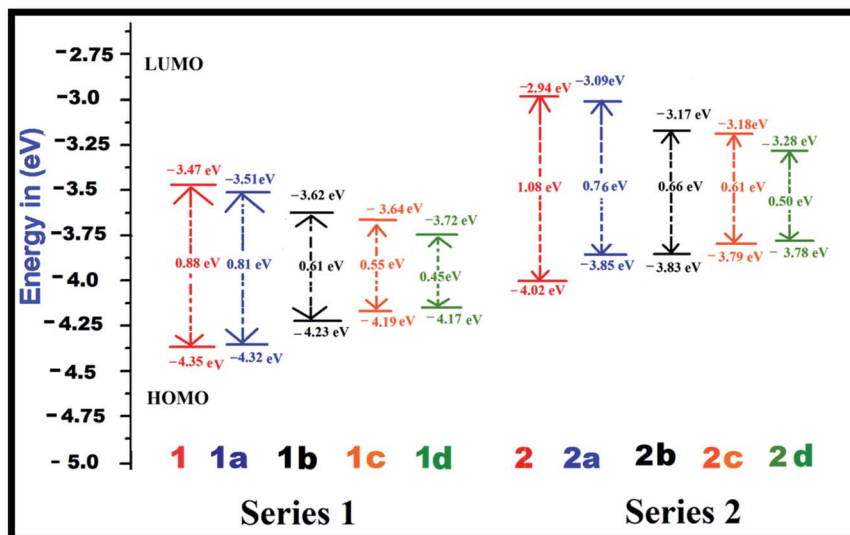 Energy in (eV)
−2.75
−3.0
−3.25
−3.5
−3.75
−4.0
−4.25
−4.5
−4.75
−5.0
LUMO
HOMO
−3.47 eV
0.88 eV
−4.35 eV
−3.51eV
0.81 eV
−4.32 eV
−3.62 eV
0.61 eV
−4.23 eV
−3.64 eV
0.55 eV
−4.19 eV
−3.72 eV
0.45eV
−4.17 eV
−2.94 eV
1.08 eV
−4.02 eV
−3.09eV
0.76 eV
−3.85 eV
−3.17 eV
0.66 eV
−3.83 eV
−3.18eV
0.61 eV
−3.79 eV
−3.28 eV
0.50 eV
−3.78 eV
1 1a 1b 1c 1d 2 2a 2b 2c 2d
Series 1 Series 2